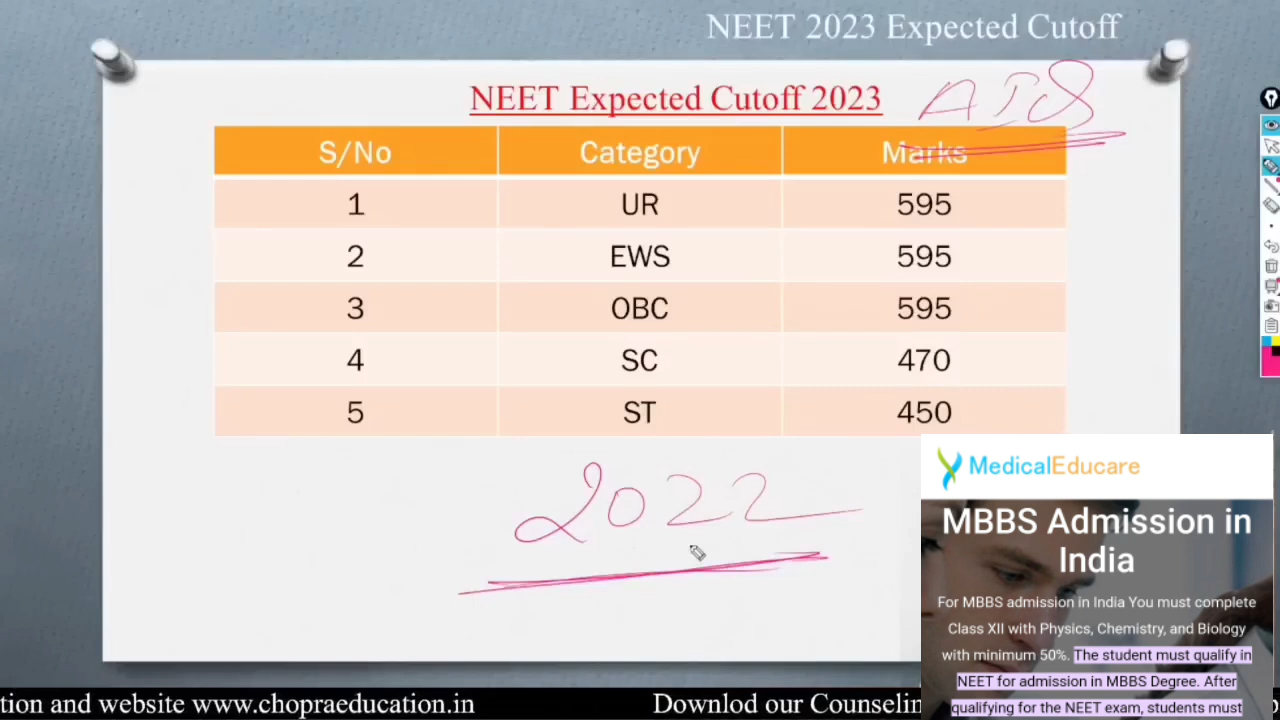 NEET 2023 Expected Cutoff
NEET Expected Cutoff 2023
AIQ
S/No Category Marks
1 UR 595
2 EWS 595
3 OBC 595
4 SC 470
5 ST 450
2022
MedicalEducare
MBBS Admission in
India
For MBBS admission in India You must complete
Class XII with Physics, Chemistry, and Biology
with minimum 50%. The student must qualify in
NEET for admission in MBBS Degree. After
qualifying for the NEET exam, students must
tion and website www.chopraeducation.in Downlod our Counselin